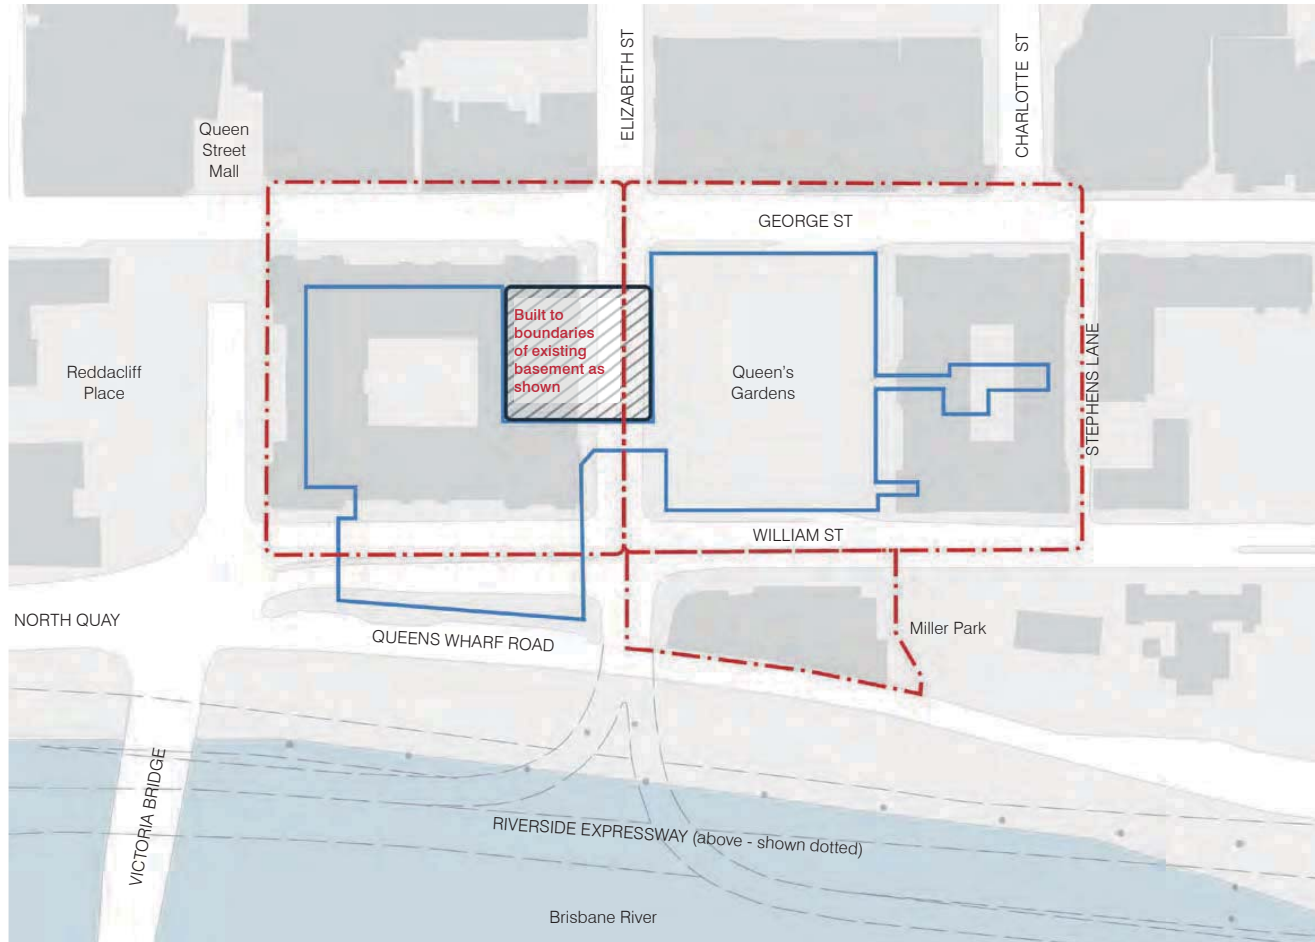 ELIZABETH ST
CHARLOTTE ST
Queen
Street
Mall
GEORGE ST
Built to
boundaries
of existing
basement as
shown
Reddacliff
Place
Queen's
Gardens
STEPHENS LANE
WILLIAM ST
NORTH QUAY
QUEENS WHARF ROAD
Miller Park
VICTORIA BRIDGE
RIVERSIDE EXPRESSWAY (above - shown dotted)
Brisbane River